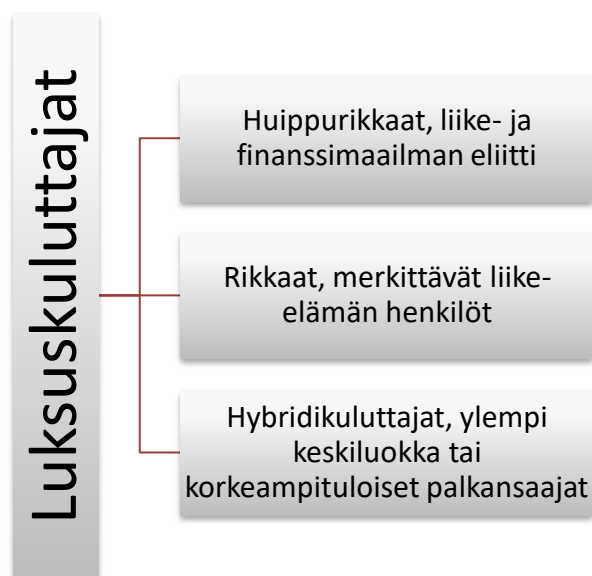 Luksuskuluttajat
Huippurikkaat, liike- ja
finanssimaailman eliitti
Rikkaat, merkittävät liike-
elämän henkilöt
Hybridikuluttajat, ylempi
keskiluokka tai
korkeampituloiset palkansaajat